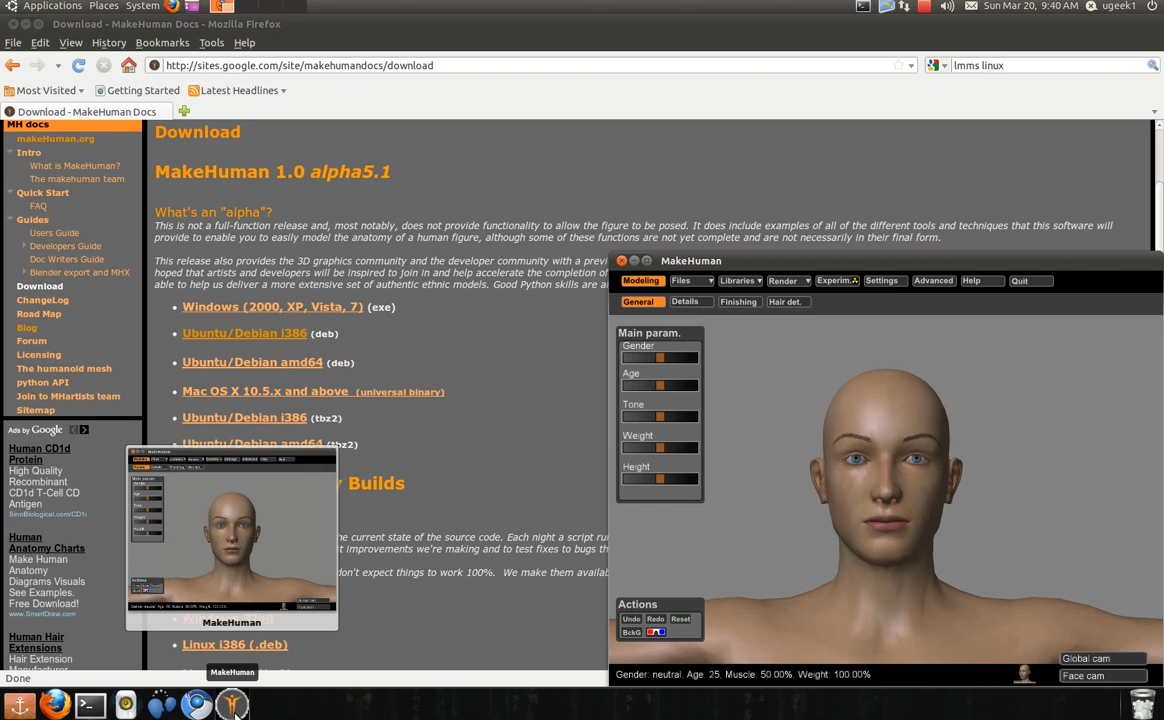 Applications Places System
Sun Mar 20, 9:40 AM ugeek1
Download - MakeHuman Docs - Mozilla Firefox
File Edit View History Bookmarks Tools Help
http://sites.google.com/site/makehumandocs/download
lmms linux
Most Visited Getting Started Latest Headlines
Download - MakeHuman Docs
MH docs
makeHuman.org
Intro
What is MakeHuman?
The makehuman team
Quick Start
FAQ
Guides
Users Guide
Developers Guide
Doc Writers Guide
Blender export and MHX
Download
ChangeLog
Road Map
Blog
Forum
Licensing
The humanoid mesh
python API
Join to MHartists team
Sitemap
Ads by Google
Human CD1d
Protein
High Quality
Recombinant
CD1d T-Cell CD
Antigen
SinoBiological.com/CD1
Human
Anatomy Charts
Make Human
Anatomy
Diagrams Visuals
See Examples.
Free Download!
www.SmartDraw.com
Human Hair
Extensions
Hair Extension
Download
MakeHuman 1.0 alpha5.1
What's an "alpha"?
This is not a full-function release and, most notably, does not provide functionality to allow the figure to be posed. It does include examples of all of the different tools and techniques that this software will
provide to enable you to easily model the anatomy of a human figure, although some of these functions are not yet complete and are not necessarily in their final form.
This release also provides the 3D graphics community and the developer community with a
hoped that artists and developers will be inspired to join in and help accelerate the completion of
able to help us deliver a more extensive set of authentic ethnic models. Good Python skills are
Windows (2000, XP, Vista, 7) (exe)
Ubuntu/Debian i386 (deb)
Ubuntu/Debian amd64 (deb)
Mac OS X 10.5.x and above (universal binary)
Ubuntu/Debian i386 (tbz2)
Ubuntu/Debian amd64 (tbz2)
Builds
the current state of the source code. Each night a script
improvements we're making and to test fixes to bugs
don't expect things to work 100%. We make them
Linux i386 (.deb)
Done
MakeHuman
MakeHuman
MakeHuman
Modeling Files Libraries Render Experim. Settings Advanced Help Quit
General Details Finishing Hair det.
Main param.
Gender
Age
Tone
Weight
Height
Actions
Undo Redo Reset
BckG
Global cam
Face cam
Gender: neutral, Age: 25, Muscle: 50.00%, Weight: 100.00%